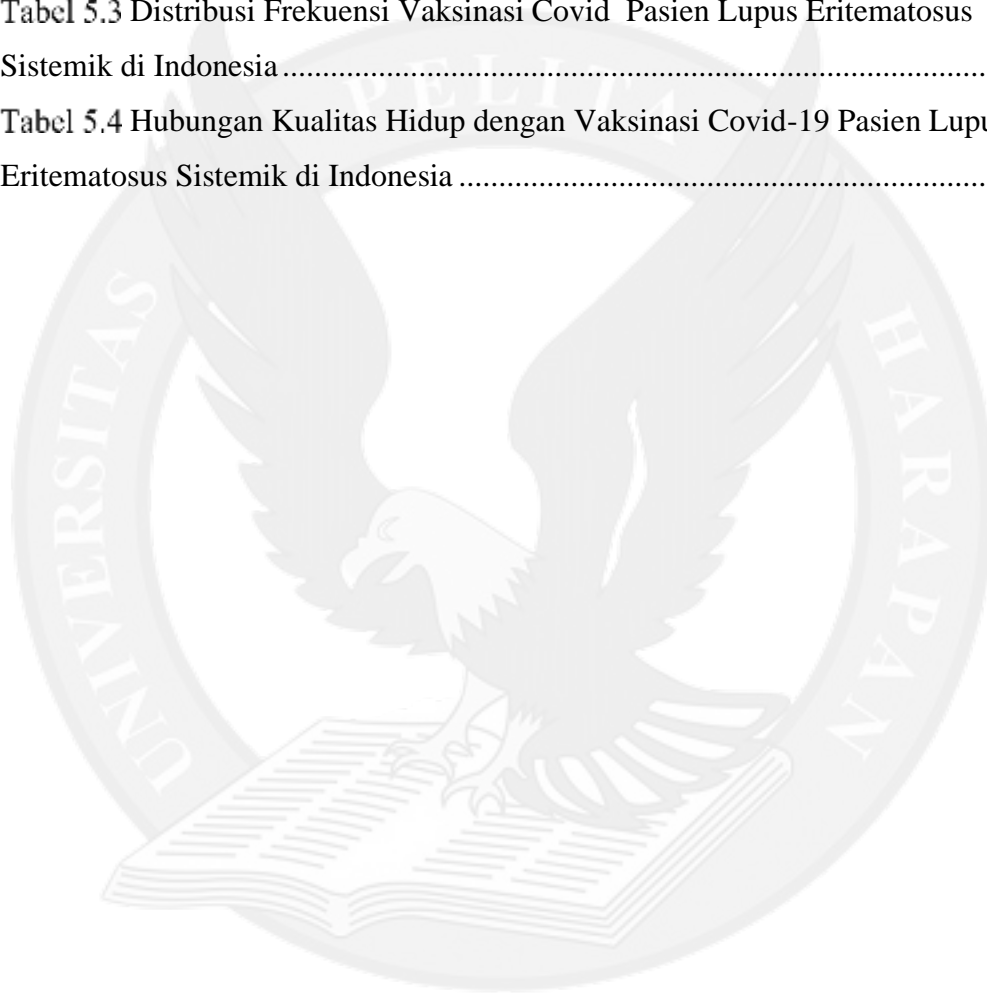 Tabel 5.3 Distribusi Frekuensi Vaksinasi Covid  Pasien Lupus Eritematosus
Sistemik di Indonesia ........................................................................................
Tabel 5.4 Hubungan Kualitas Hidup dengan Vaksinasi Covid-19 Pasien Lupu
Eritematosus Sistemik di Indonesia ..................................................................
UNIVERSITAS PELITA HARAPAN